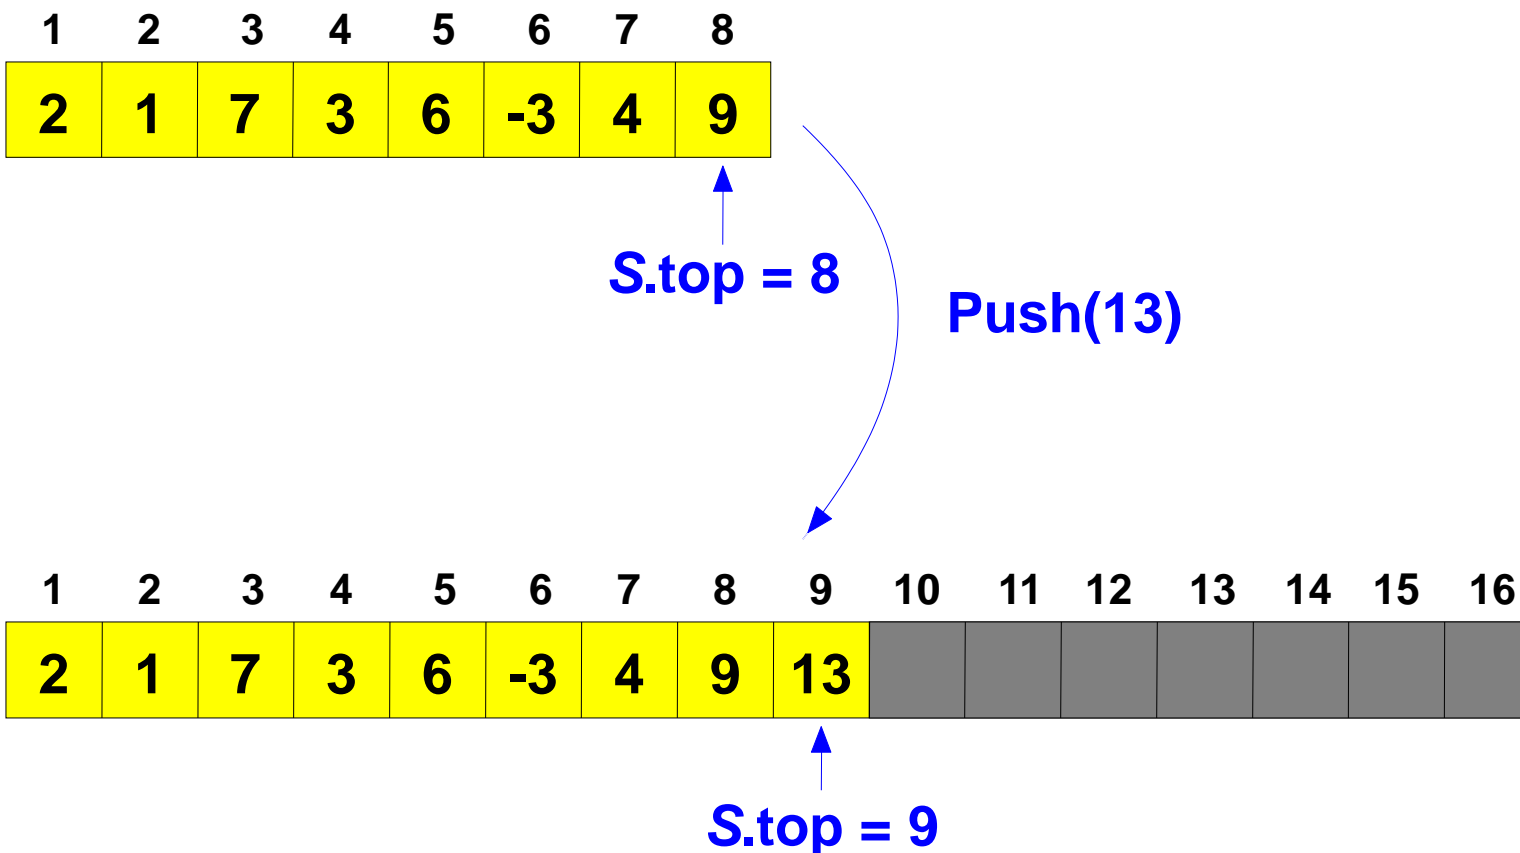 1 2 3 4 5 6 7 8
2 1 7 3 6 -3 4 9
S.top = 8
Push(13)
1 2 3 4 5 6 7 8 9 10 11 12 13 14 15 16
2 1 7 3 6 -3 4 9 13
S.top = 9